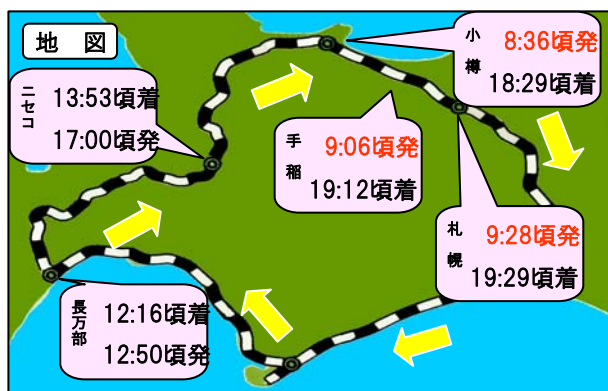 地 図
小樽
8:36頃発
18:29頃着
ニセコ
13:53頃着
17:00頃発
手稲
9:06頃発
19:12頃着
札幌
9:28頃発
19:29頃着
長万部
12:16頃着
12:50頃発